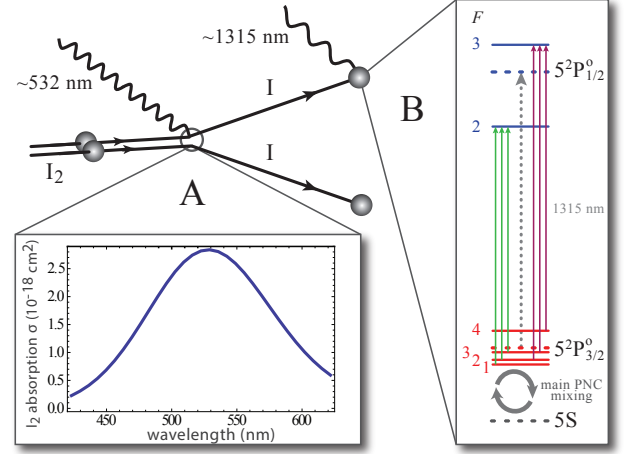 ~1315 nm
~532 nm
I
I
I₂
A
B
I₂ absorption σ (10⁻¹⁸ cm²)
2.5
2.0
1.5
1.0
0.5
0.0
450
500
550
600
wavelength (nm)
F
3
5²P°₁/₂
2
1315 nm
4
5²P°₃/₂
3
2
1
main PNC
mixing
5S